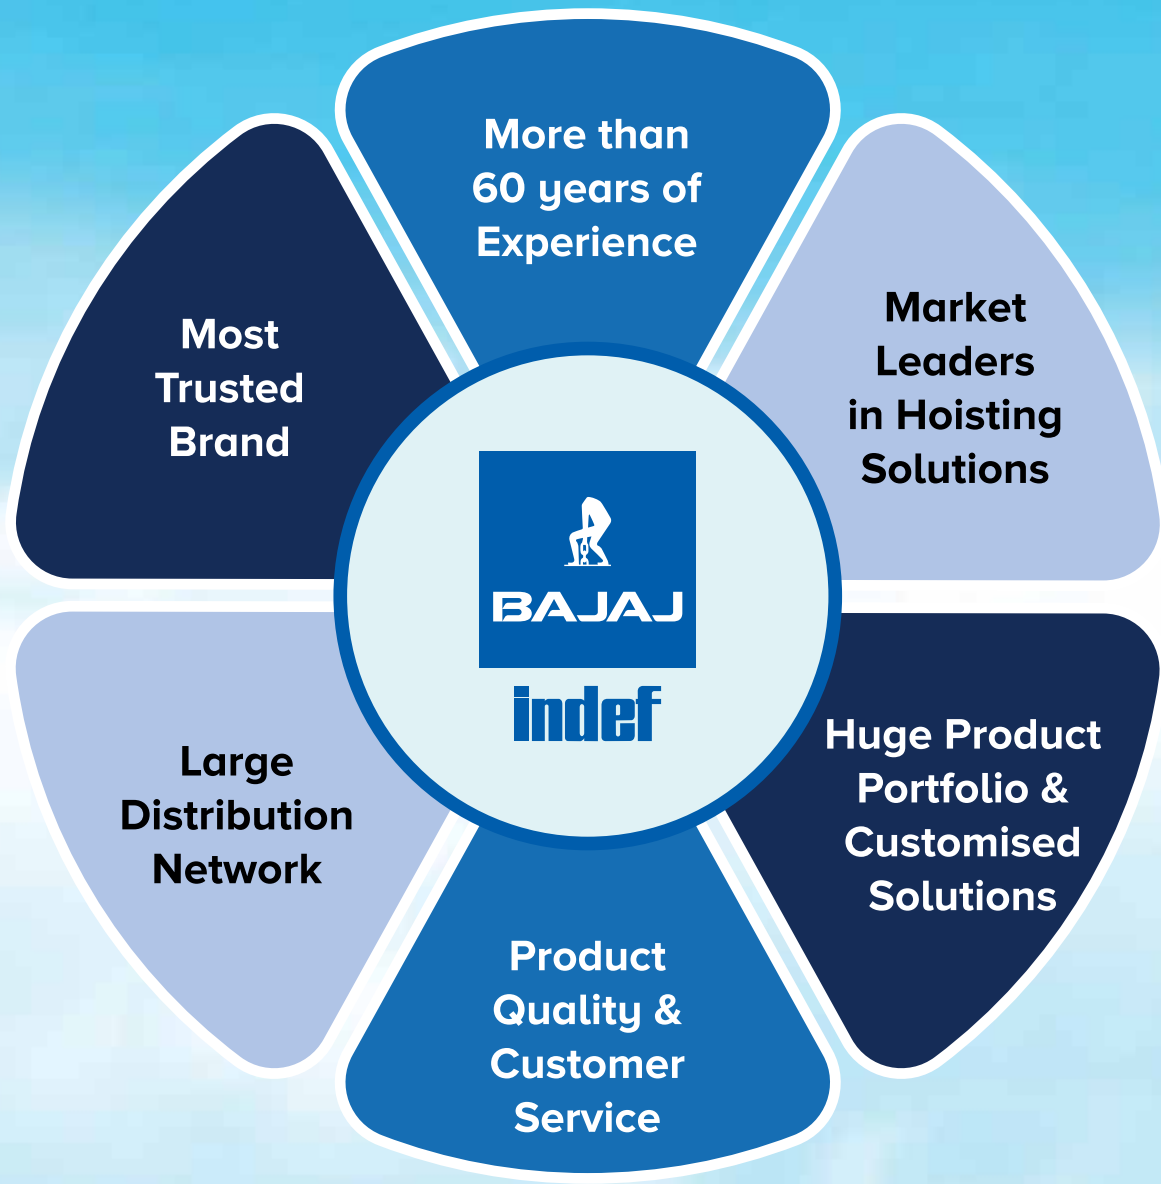 More than
60 years of
Experience
Market
Leaders
in Hoisting
Solutions
Huge Product
Portfolio &
Customised
Solutions
Product
Quality &
Customer
Service
Large
Distribution
Network
Most
Trusted
Brand
BAJAJ
indef